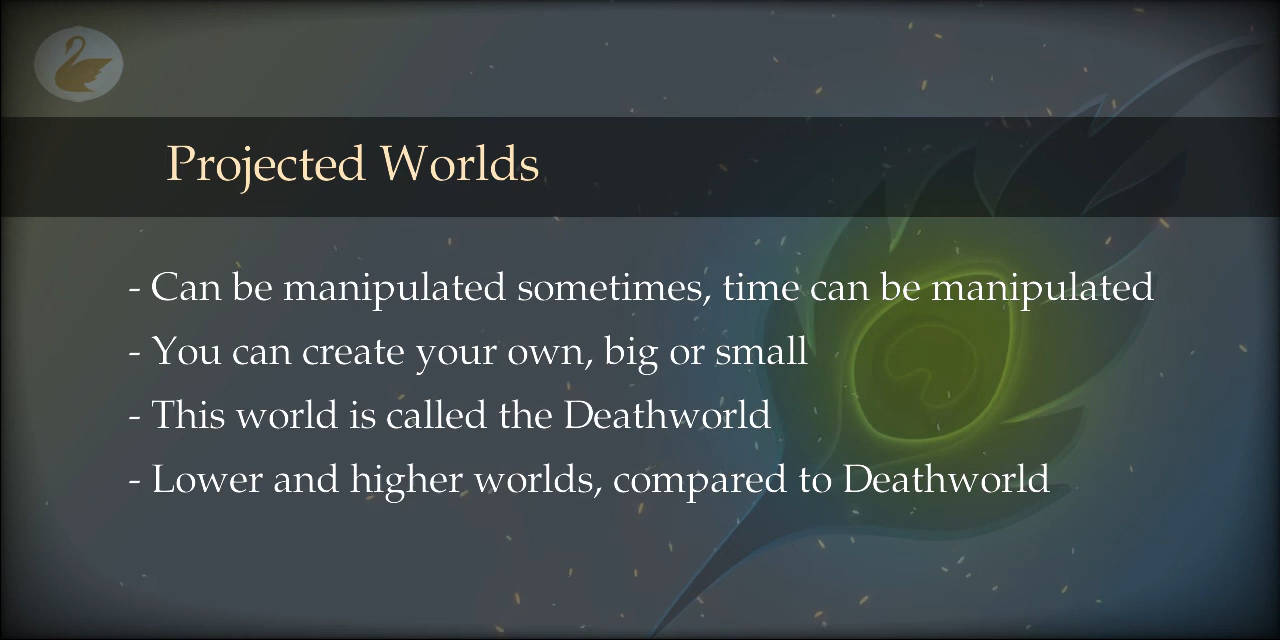 Projected Worlds
- Can be manipulated sometimes, time can be manipulated
- You can create your own, big or small
- This world is called the Deathworld
- Lower and higher worlds, compared to Deathworld